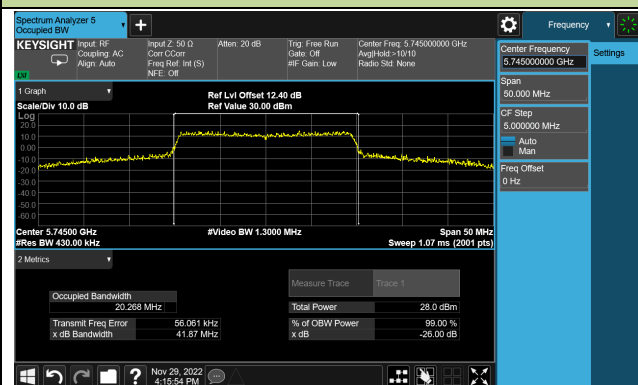 Spectrum Analyzer 5
Occupied BW
Frequency
KEYSIGHT
Input: RF
Coupling: AC
Align: Auto
Input Z: 50 Ω
Corr CCorr
Freq Ref: Int (S)
NFE: Off
Atten: 20 dB
Trig: Free Run
Gate: Off
#IF Gain: Low
Center Freq: 5.745000000 GHz
Avg|Hold:>10/10
Radio Std: None
LXI
Center Frequency
5.745000000 GHz
Settings
Span
50.000 MHz
CF Step
5.000000 MHz
Auto
Man
Freq Offset
0 Hz
1 Graph
Scale/Div 10.0 dB
Ref Lvl Offset 12.40 dB
Ref Value 30.00 dBm
Log
20.0
10.0
0.00
-10.0
-20.0
-30.0
-40.0
-50.0
-60.0
Center 5.74500 GHz
#Res BW 430.00 kHz
#Video BW 1.3000 MHz
Span 50 MHz
Sweep 1.07 ms (2001 pts)
2 Metrics
Measure Trace
Trace 1
Occupied Bandwidth
20.268 MHz
Total Power
28.0 dBm
Transmit Freq Error
56.061 kHz
% of OBW Power
99.00 %
x dB Bandwidth
41.87 MHz
x dB
-26.00 dB
?
Nov 29, 2022
4:15:54 PM